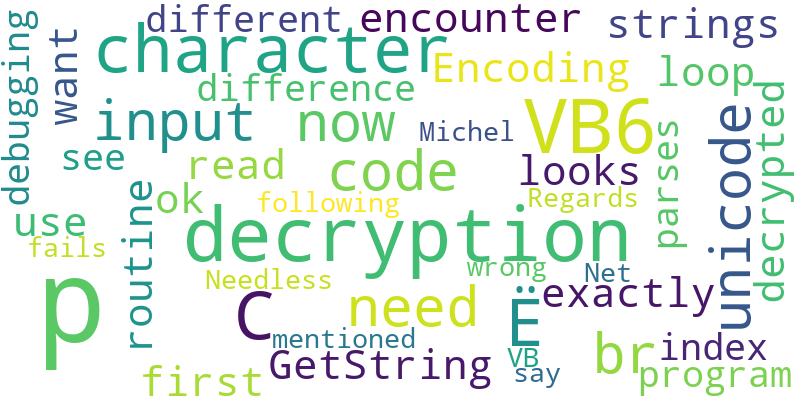 different encounter strings
debugging want character Encoding loop
difference
input now VB6 Michel unicode decrypted
see read code looks parses
routine ok following Regards
use decryption
fails wrong Net
Needless
p C need Ë exactly
mentioned
GetString VB br index
first say program